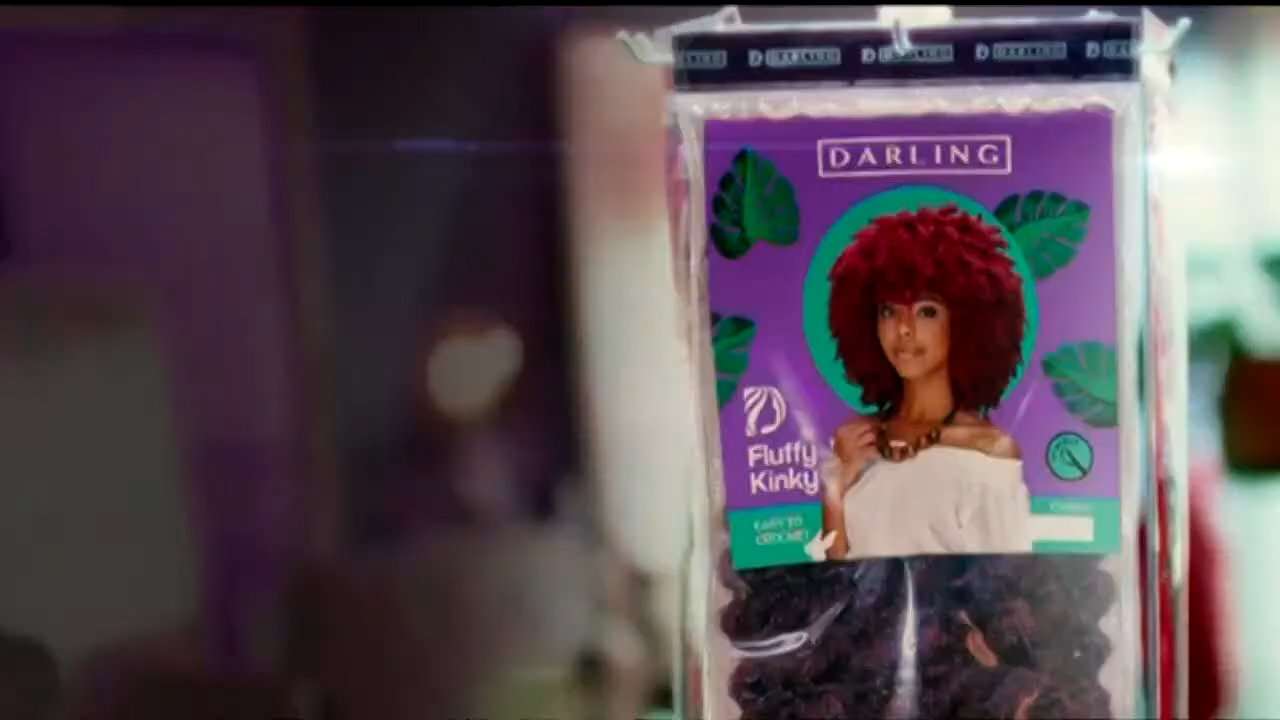 DARLING DARLING DARLING
DARLING
Fluffy
Kinky
EASY TO
CROCHET